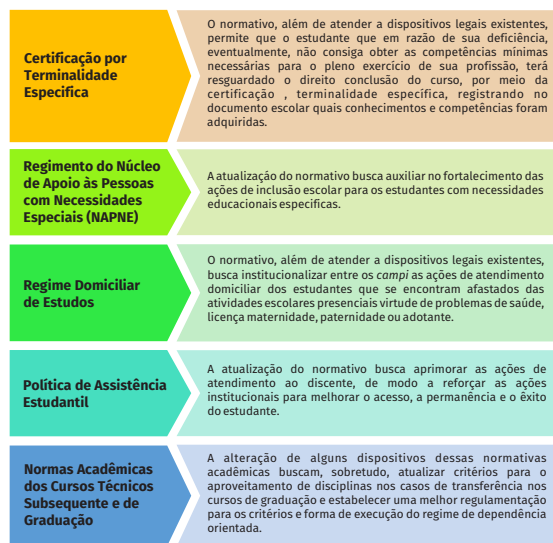 Certificação por
Terminalidade
Especifica
O normativo, além de atender a dispositivos legais existentes,
permite que o estudante que em razão de sua deficiência,
eventualmente, não consiga obter as competências mínimas
necessárias para o pleno exercício de sua profissão, terá
resguardado o direito conclusão do curso, por meio da
certificação , terminalidade específica, registrando no
documento escolar quais conhecimentos e competências foram
adquiridas.
Regimento do Núcleo
de Apoio às Pessoas
com Necessidades
Especiais (NAPNE)
A atualização do normativo busca auxiliar no fortalecimento das
ações de inclusão escolar para os estudantes com necessidades
educacionais especificas.
Regime Domiciliar
de Estudos
O normativo, além de atender a dispositivos legais existentes,
busca institucionalizar entre os campi as ações de atendimento
domiciliar dos estudantes que se encontram afastados das
atividades escolares presenciais virtude de problemas de saúde,
licença maternidade, paternidade ou adotante.
Política de Assistência
Estudantil
A atualização do normativo busca aprimorar as ações de
atendimento ao discente, de modo a reforçar as ações
institucionais para melhorar o acesso, a permanência e o êxito
do estudante.
Normas Acadêmicas
dos Cursos Técnicos
Subsequente e de
Graduação
A alteração de alguns dispositivos dessas normativas
acadêmicas buscam, sobretudo, atualizar critérios para o
aproveitamento de disciplinas nos casos de transferência nos
cursos de graduação e estabelecer uma melhor regulamentação
para os critérios e forma de execução do regime de dependência
orientada.